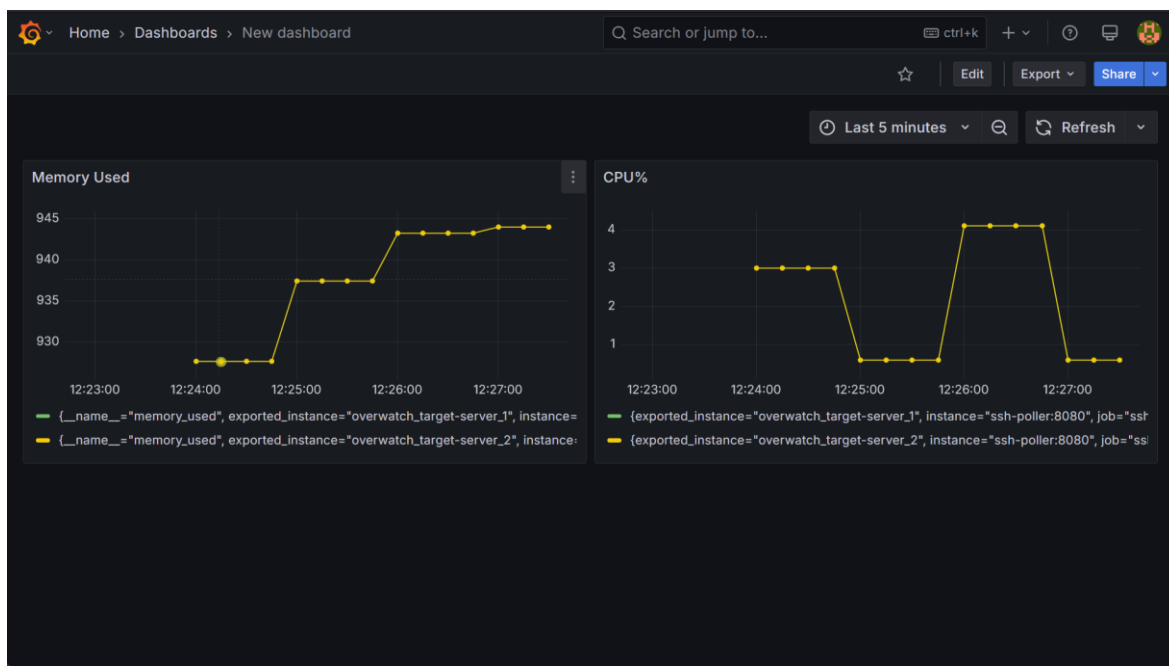 Home › Dashboards › New dashboard
Search or jump to...
ctrl+k
Edit
Export
Share
Last 5 minutes
Refresh
Memory Used
945
940
935
930
12:23:00 12:24:00 12:25:00 12:26:00 12:27:00
{__name__="memory_used", exported_instance="overwatch_target-server_1", instance=
{__name__="memory_used", exported_instance="overwatch_target-server_2", instance=
CPU%
4
3
2
1
12:23:00 12:24:00 12:25:00 12:26:00 12:27:00
{exported_instance="overwatch_target-server_1", instance="ssh-poller:8080", job="ssh
{exported_instance="overwatch_target-server_2", instance="ssh-poller:8080", job="ss